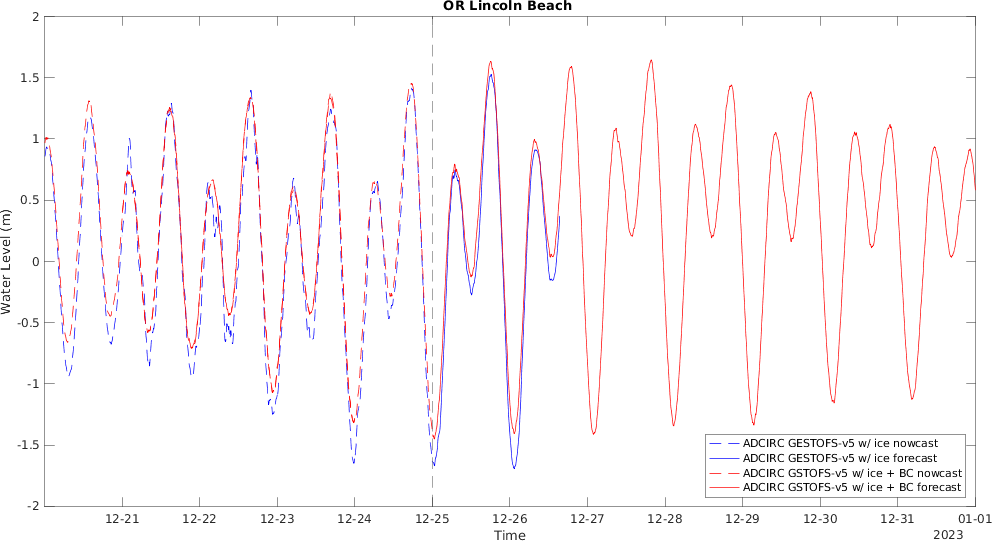 OR Lincoln Beach
2
1.5
1
0.5
0
-0.5
-1
-1.5
-2
Water Level (m)
ADCIRC GESTOFS-v5 w/ ice nowcast
ADCIRC GESTOFS-v5 w/ ice forecast
ADCIRC GSTOFS-v5 w/ ice + BC nowcast
ADCIRC GSTOFS-v5 w/ ice + BC forecast
12-21 12-22 12-23 12-24 12-25 12-26 12-27 12-28 12-29 12-30 12-31 01-01
Time
2023